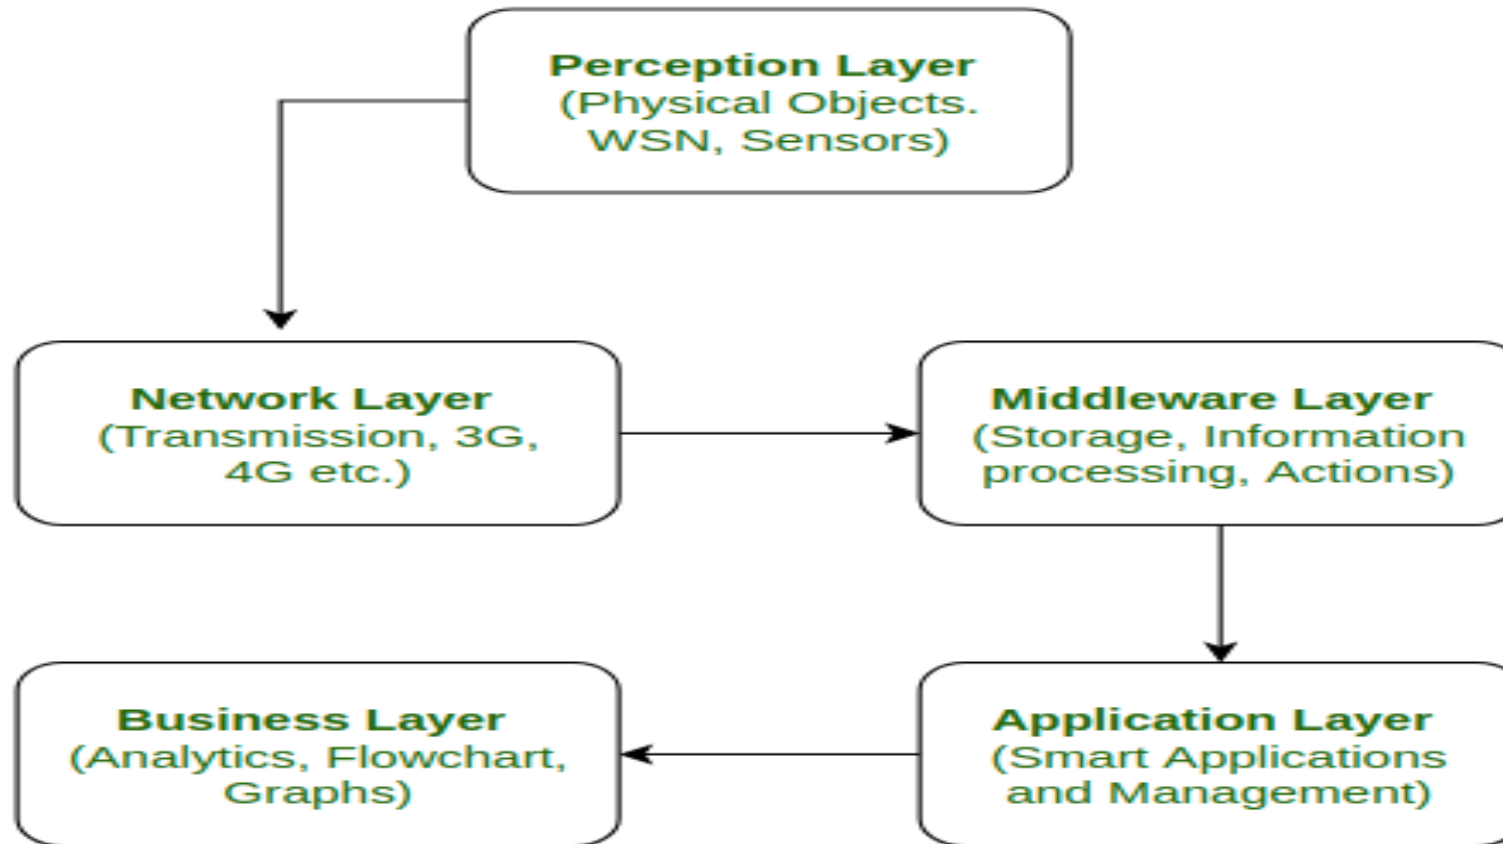 Perception Layer
(Physical Objects.
WSN, Sensors)
Network Layer
(Transmission, 3G,
4G etc.)
Middleware Layer
(Storage, Information
processing, Actions)
Business Layer
(Analytics, Flowchart,
Graphs)
Application Layer
(Smart Applications
and Management)